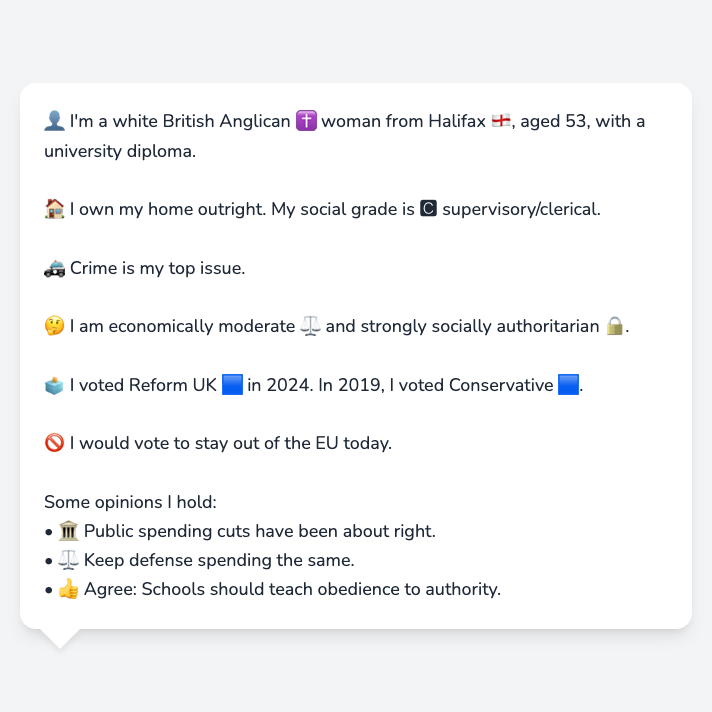 👤 I'm a white British Anglican ✝️ woman from Halifax 🏴󠁧󠁢󠁥󠁮󠁧󠁿, aged 53, with a
university diploma.
🏠 I own my home outright. My social grade is 🅲 supervisory/clerical.
🚓 Crime is my top issue.
🤔 I am economically moderate ⚖️ and strongly socially authoritarian 🔒.
🗳️ I voted Reform UK 🟦 in 2024. In 2019, I voted Conservative 🟦.
🚫 I would vote to stay out of the EU today.
Some opinions I hold:
• 🏛️ Public spending cuts have been about right.
• ⚖️ Keep defense spending the same.
• 👍 Agree: Schools should teach obedience to authority.